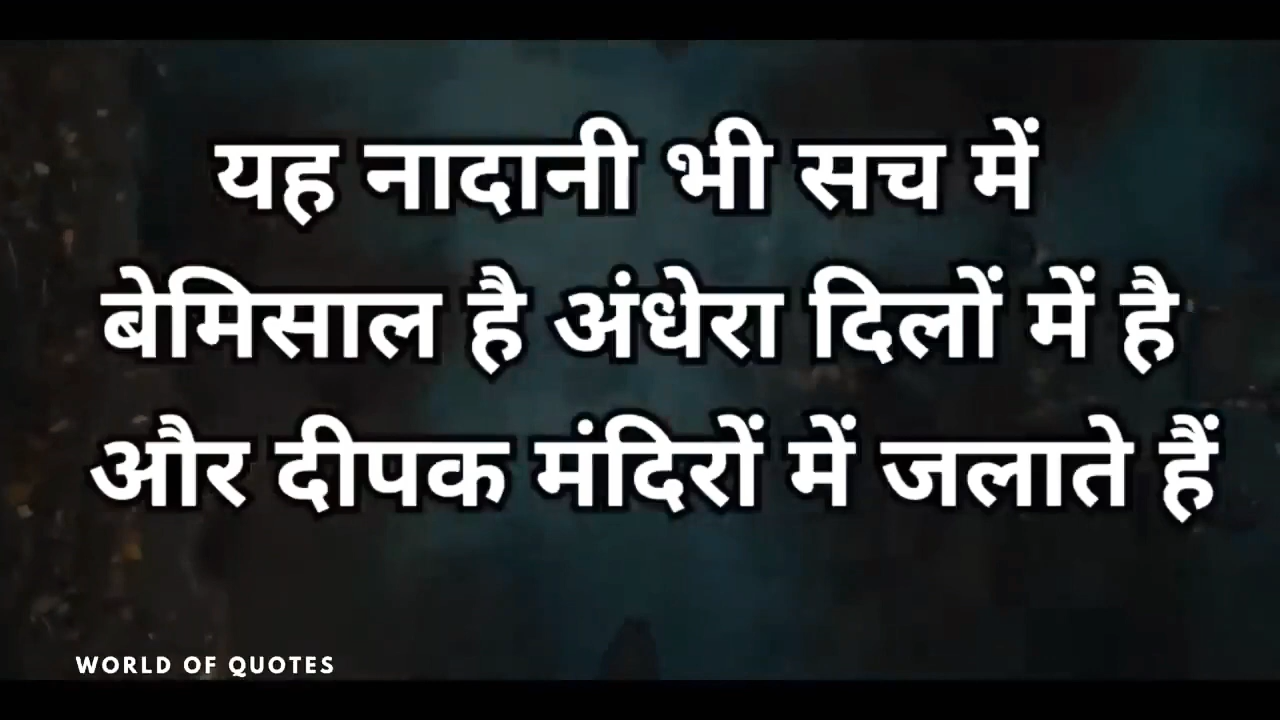 यह नादानी भी सच में
बेमिसाल है अंधेरा दिलों में है
और दीपक मंदिरों में जलाते हैं
WORLD OF QUOTES